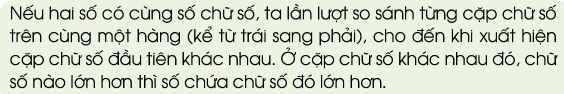 Nếu hai số có cùng số chữ số, ta lần lượt so sánh từng cặp chữ số
trên cùng một hàng (kể từ trái sang phải), cho đến khi xuất hiện
cặp chữ số đầu tiên khác nhau. Ở cặp chữ số khác nhau đó, chữ
số nào lớn hơn thì số chứa chữ số đó lớn hơn.